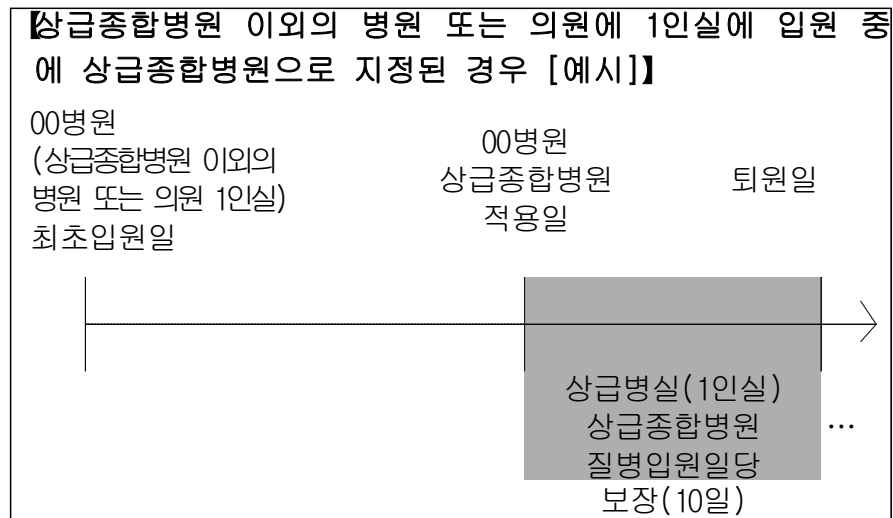 【상급종합병원 이외의 병원 또는 의원에 1인실에 입원 중
에 상급종합병원으로 지정된 경우 [예시]】
00병원
(상급종합병원 이외의
병원 또는 의원 1인실)
최초입원일
00병원
상급종합병원
적용일
퇴원일
상급병실(1인실)
상급종합병원
질병입원일당
보장(10일)
…